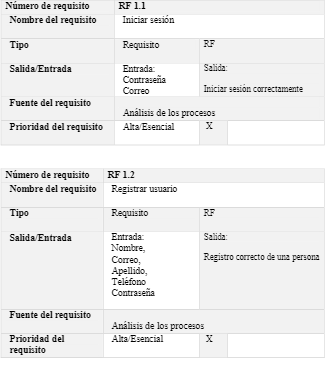 Número de requisito RF 1.1
Nombre del requisito Iniciar sesión
Tipo Requisito RF
Salida/Entrada Entrada: Salida:
Contraseña
Correo Iniciar sesión correctamente
Fuente del requisito
Análisis de los procesos
Prioridad del requisito Alta/Esencial X
Número de requisito RF 1.2
Nombre del requisito Registrar usuario
Tipo Requisito RF
Salida/Entrada Entrada: Salida:
Nombre,
Correo, Registro correcto de una persona
Apellido,
Teléfono
Contraseña
Fuente del requisito
Análisis de los procesos
Prioridad del Alta/Esencial X
requisito